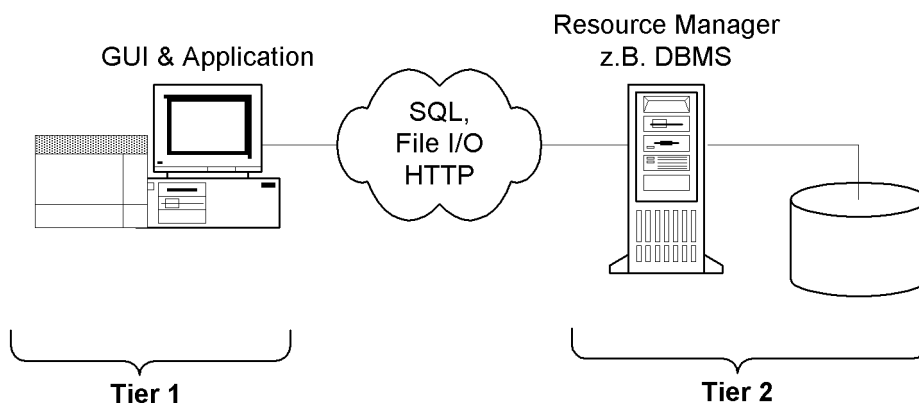 GUI & Application
Resource Manager
z.B. DBMS
SQL,
File I/O
HTTP
Tier 1
Tier 2